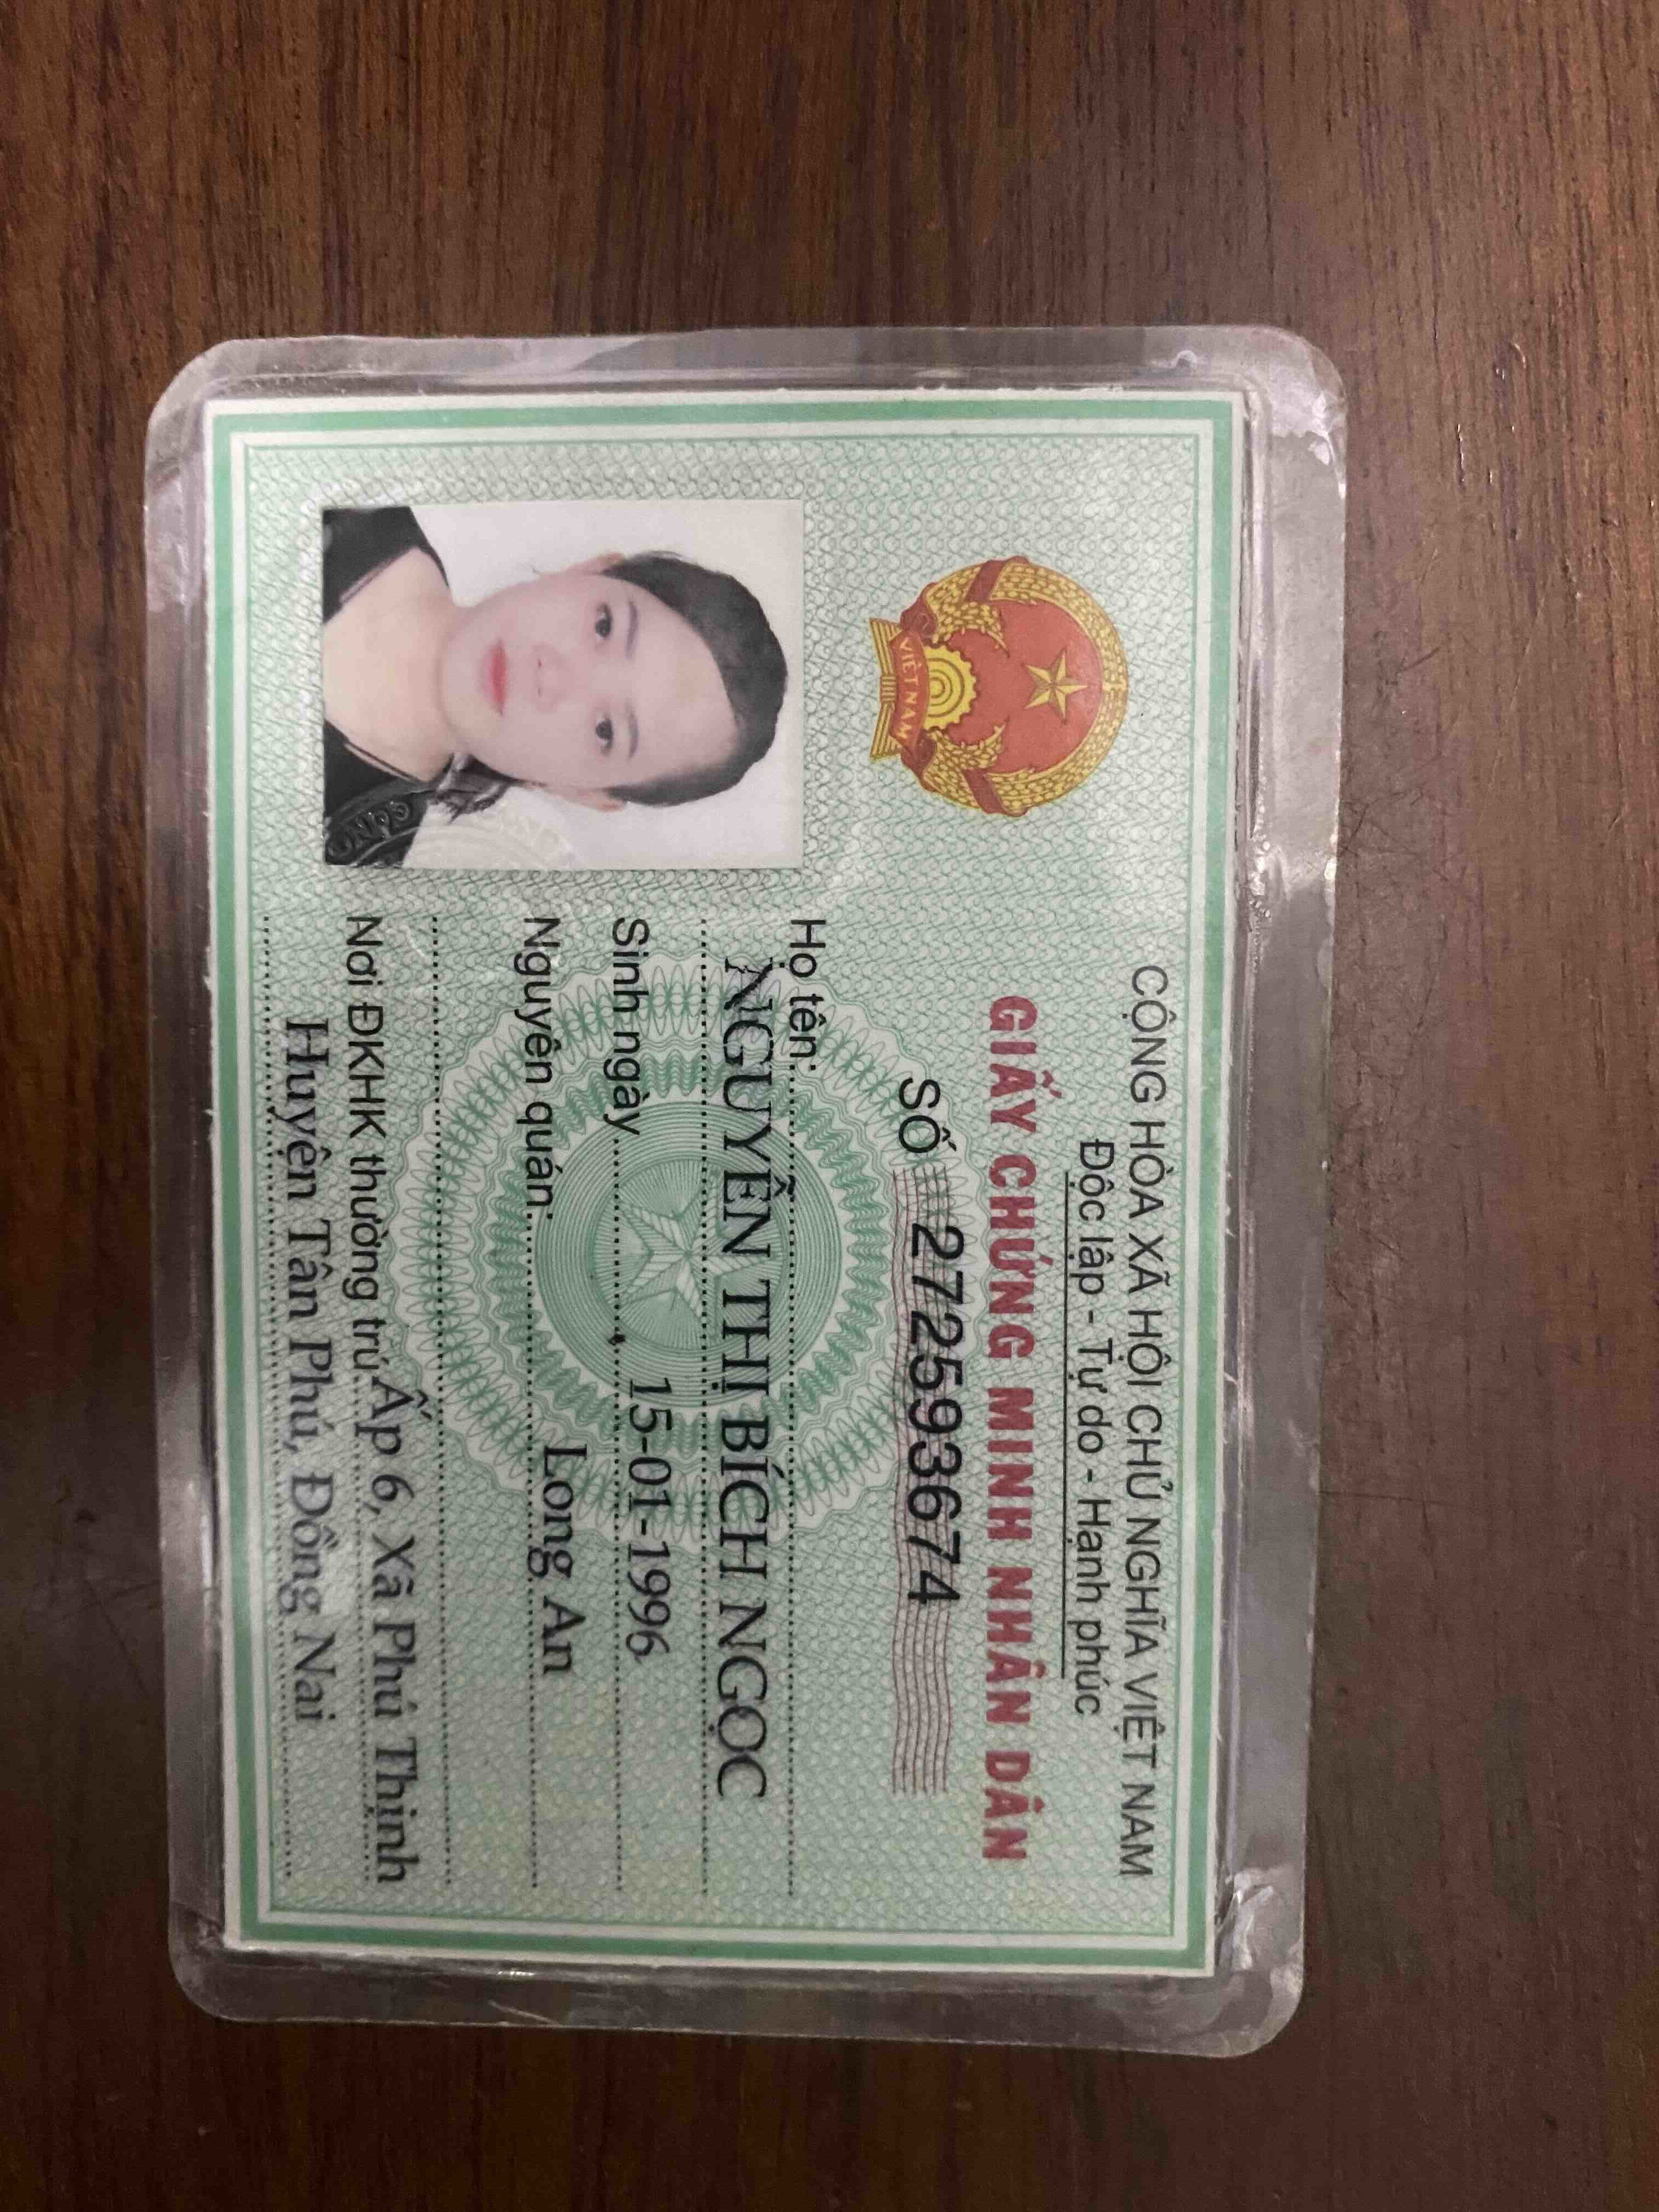 CỘNG HÒA XÃ HỘI CHỦ NGHĨA VIỆT NAM
Độc lập - Tự do - Hạnh phúc
GIẤY CHỨNG MINH NHÂN DÂN
SỐ 272593674
VIỆT NAM
Họ tên:
NGUYỄN THỊ BÍCH NGỌC
Sinh ngày 15-01-1996
Nguyên quán: Long An
Nơi ĐKHK thường trú: Ấp 6, Xã Phú Thịnh
Huyện Tân Phú, Đồng Nai